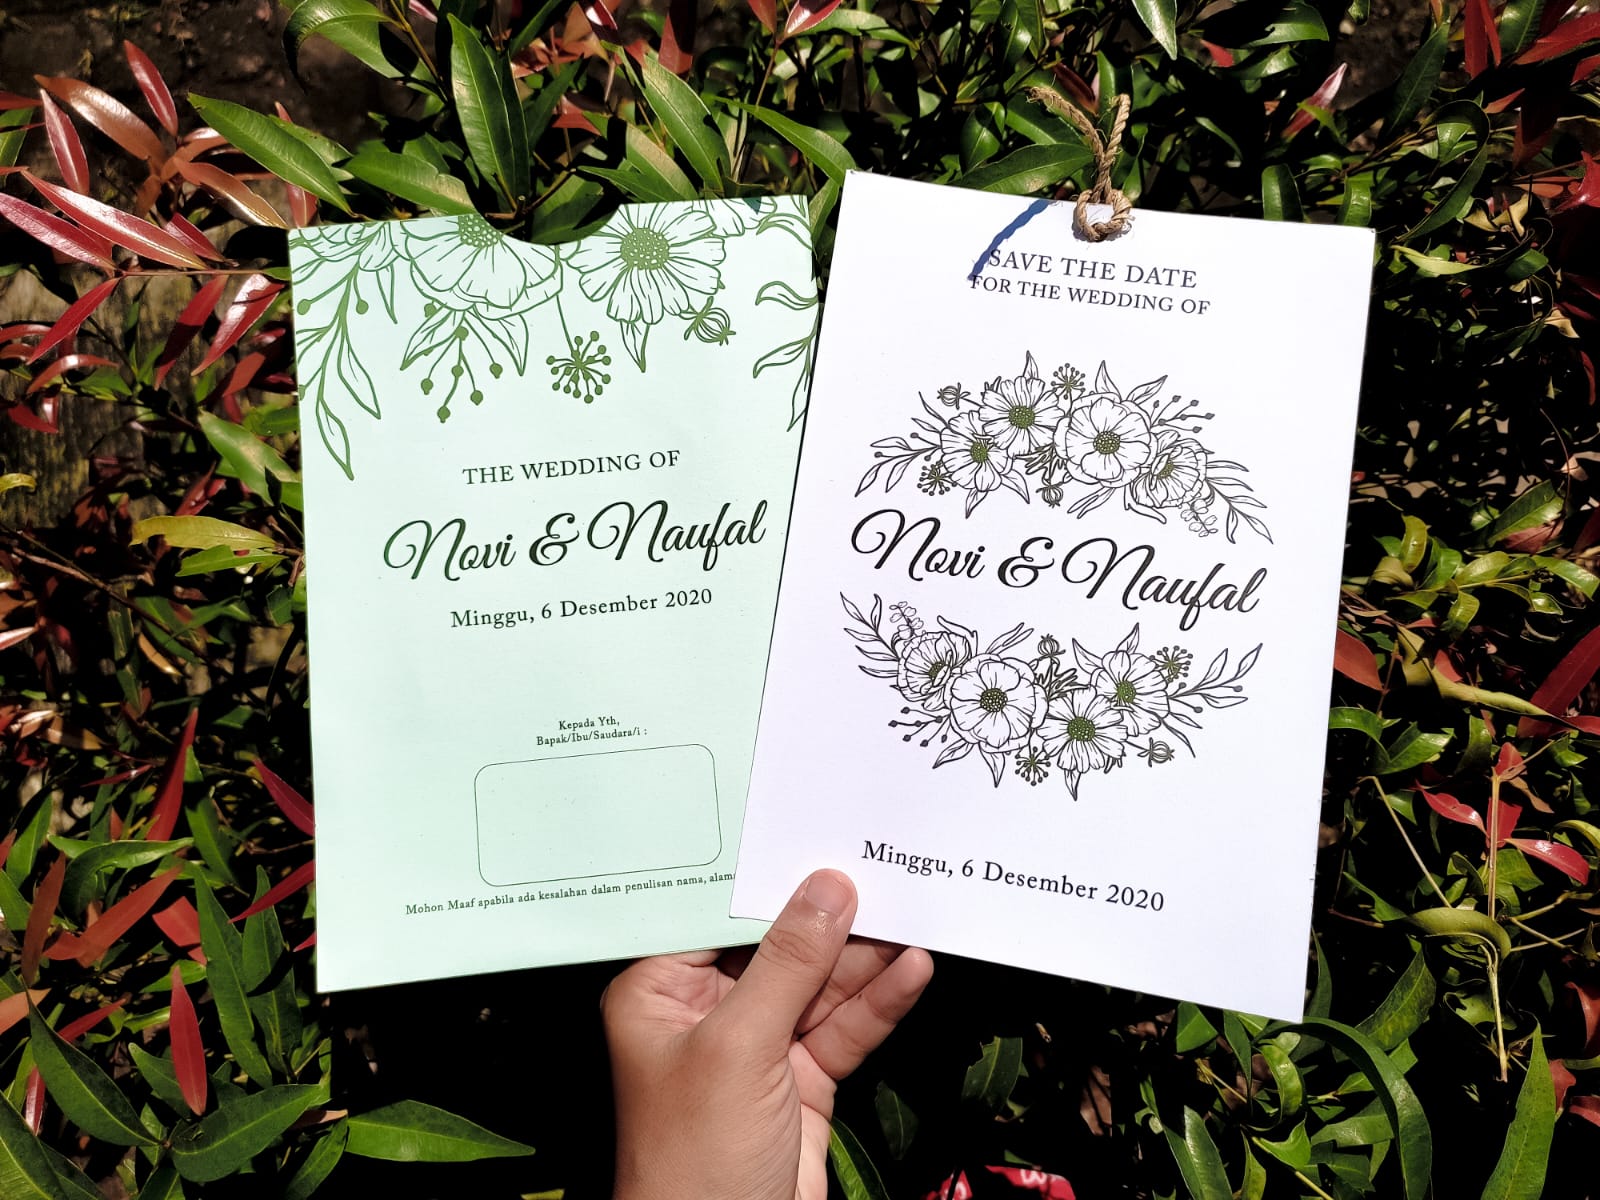 THE WEDDING OF
Novi & Naufal
Minggu, 6 Desember 2020
Kepada Yth,
Bapak/Ibu/Saudara/i :
Mohon Maaf apabila ada kesalahan dalam penulisan nama,
SAVE THE DATE
FOR THE WEDDING OF
Novi & Naufal
Minggu, 6 Desember 2020